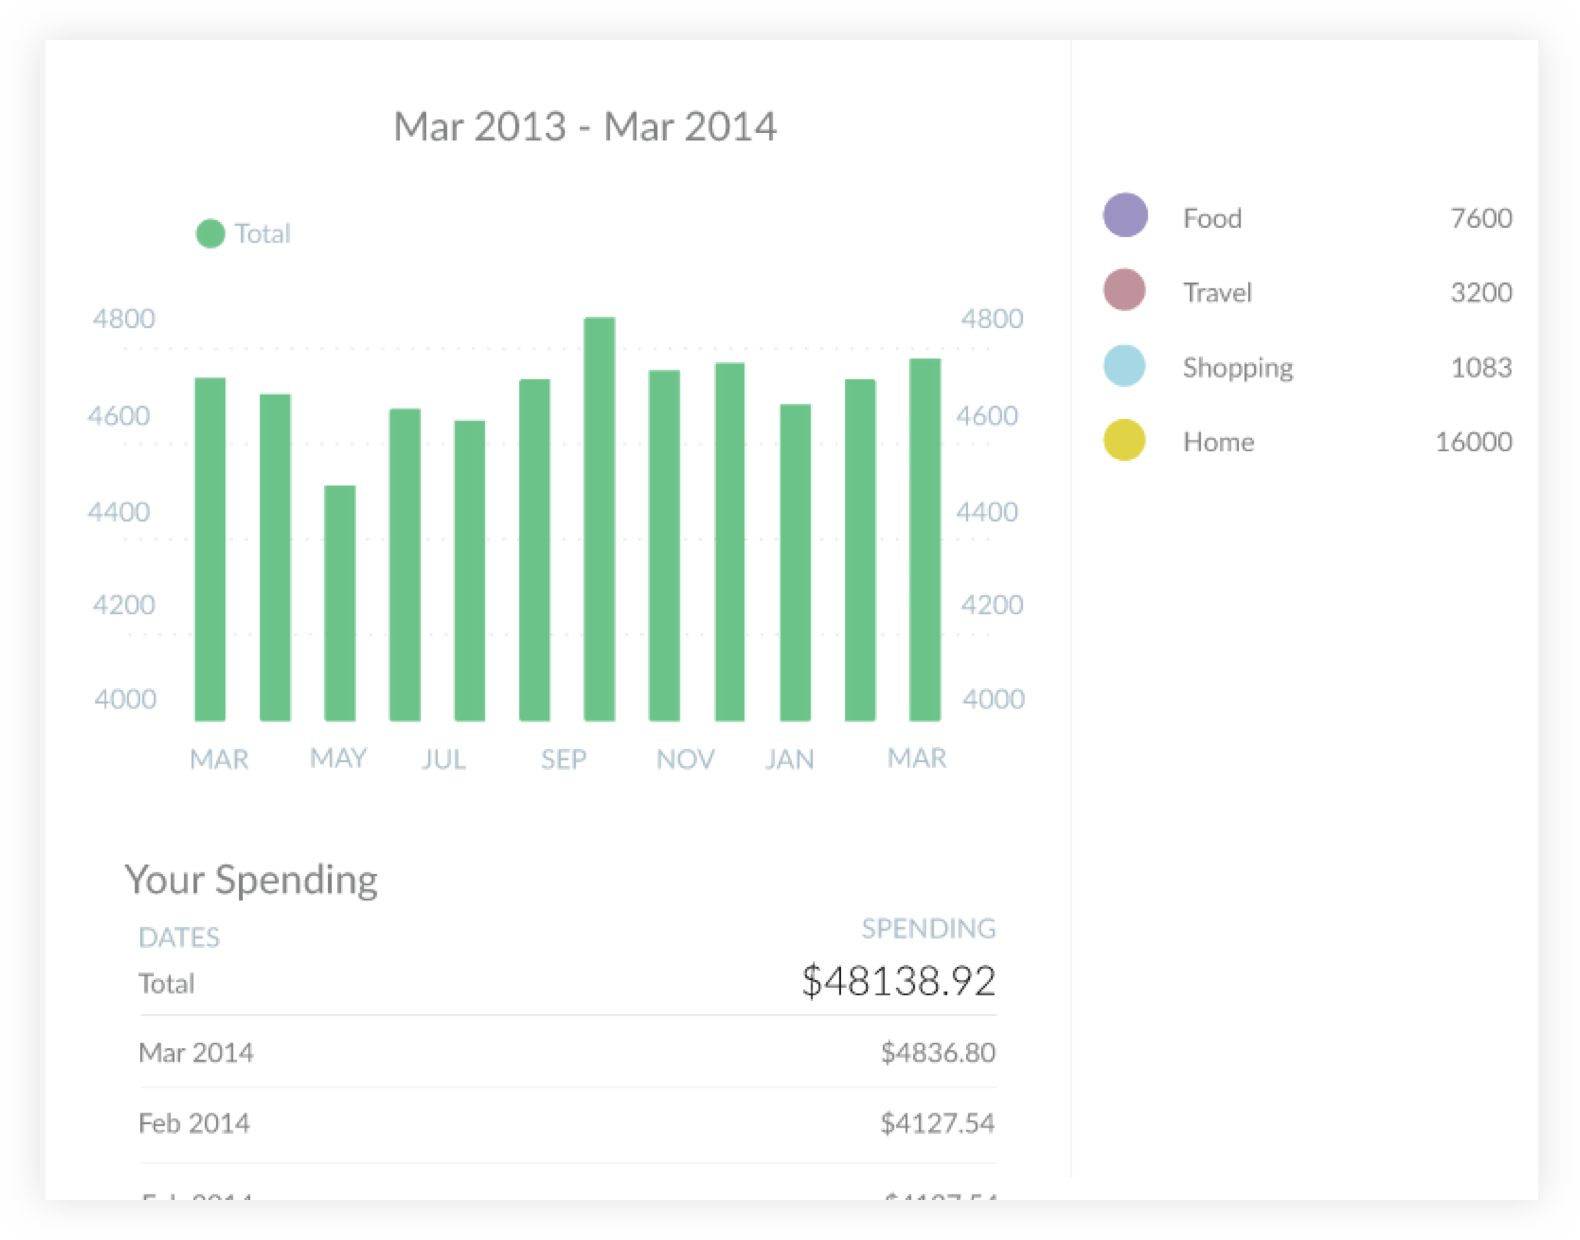 Mar 2013 - Mar 2014
Total
4800
4600
4400
4200
4000
4800
4600
4400
4200
4000
MAR MAY JUL SEP NOV JAN MAR
Food 7600
Travel 3200
Shopping 1083
Home 16000
Your Spending
DATES SPENDING
Total $48138.92
Mar 2014 $4836.80
Feb 2014 $4127.54